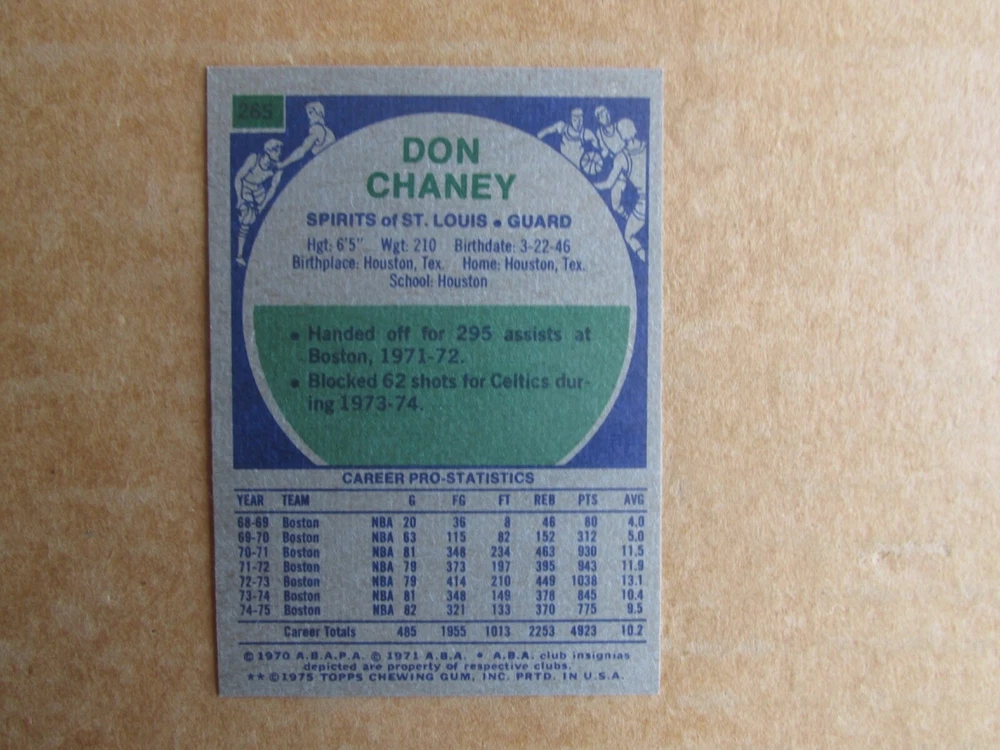 265
DON
CHANEY
SPIRITS of ST. LOUIS • GUARD
Hgt: 6'5" Wgt: 210 Birthdate: 3-22-46
Birthplace: Houston, Tex. Home: Houston, Tex.
School: Houston
• Handed off for 295 assists at
Boston, 1971-72.
• Blocked 62 shots for Celtics dur-
ing 1973-74.
CAREER PRO-STATISTICS
YEAR TEAM G FG FT REB PTS AVG
68-69 Boston NBA 20 36 8 46 80 4.0
69-70 Boston NBA 63 115 82 152 312 5.0
70-71 Boston NBA 81 348 234 463 930 11.5
71-72 Boston NBA 79 373 197 395 943 11.9
72-73 Boston NBA 79 414 210 449 1038 13.1
73-74 Boston NBA 81 348 149 378 845 10.4
74-75 Boston NBA 82 321 133 370 775 9.5
Career Totals 485 1955 1013 2253 4923 10.2
© 1970 A.B.A.P.A. © 1971 A.B.A. * A.B.A. club insignias
depicted are property of respective clubs.
** © 1975 TOPPS CHEWING GUM, INC. PRTD. IN U.S.A.